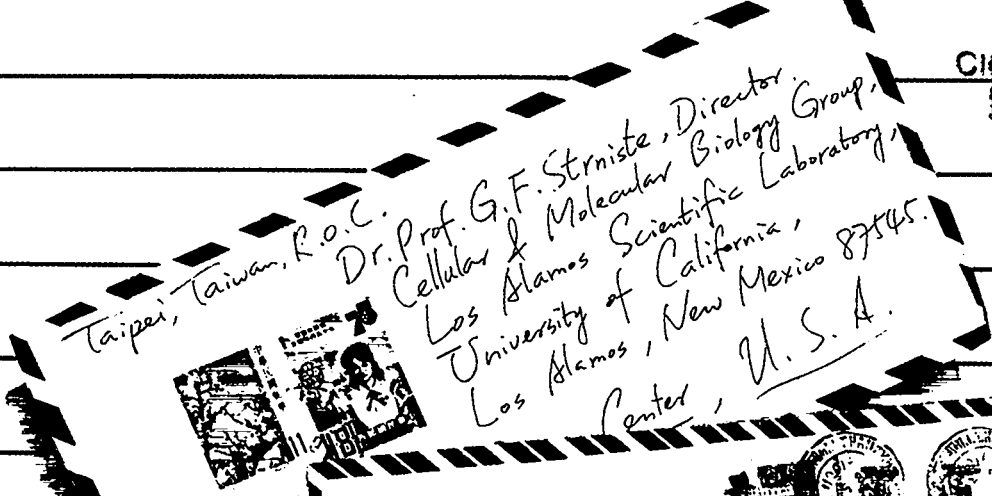 Taipei, Taiwan, R.O.C.
Dr. Prof. G. F. Strniste, Director.
Cellular & Molecular Biology Group,
Los Alamos Scientific Laboratory,
University of California,
Los Alamos, New Mexico 87545.
U. S. A.
Center,